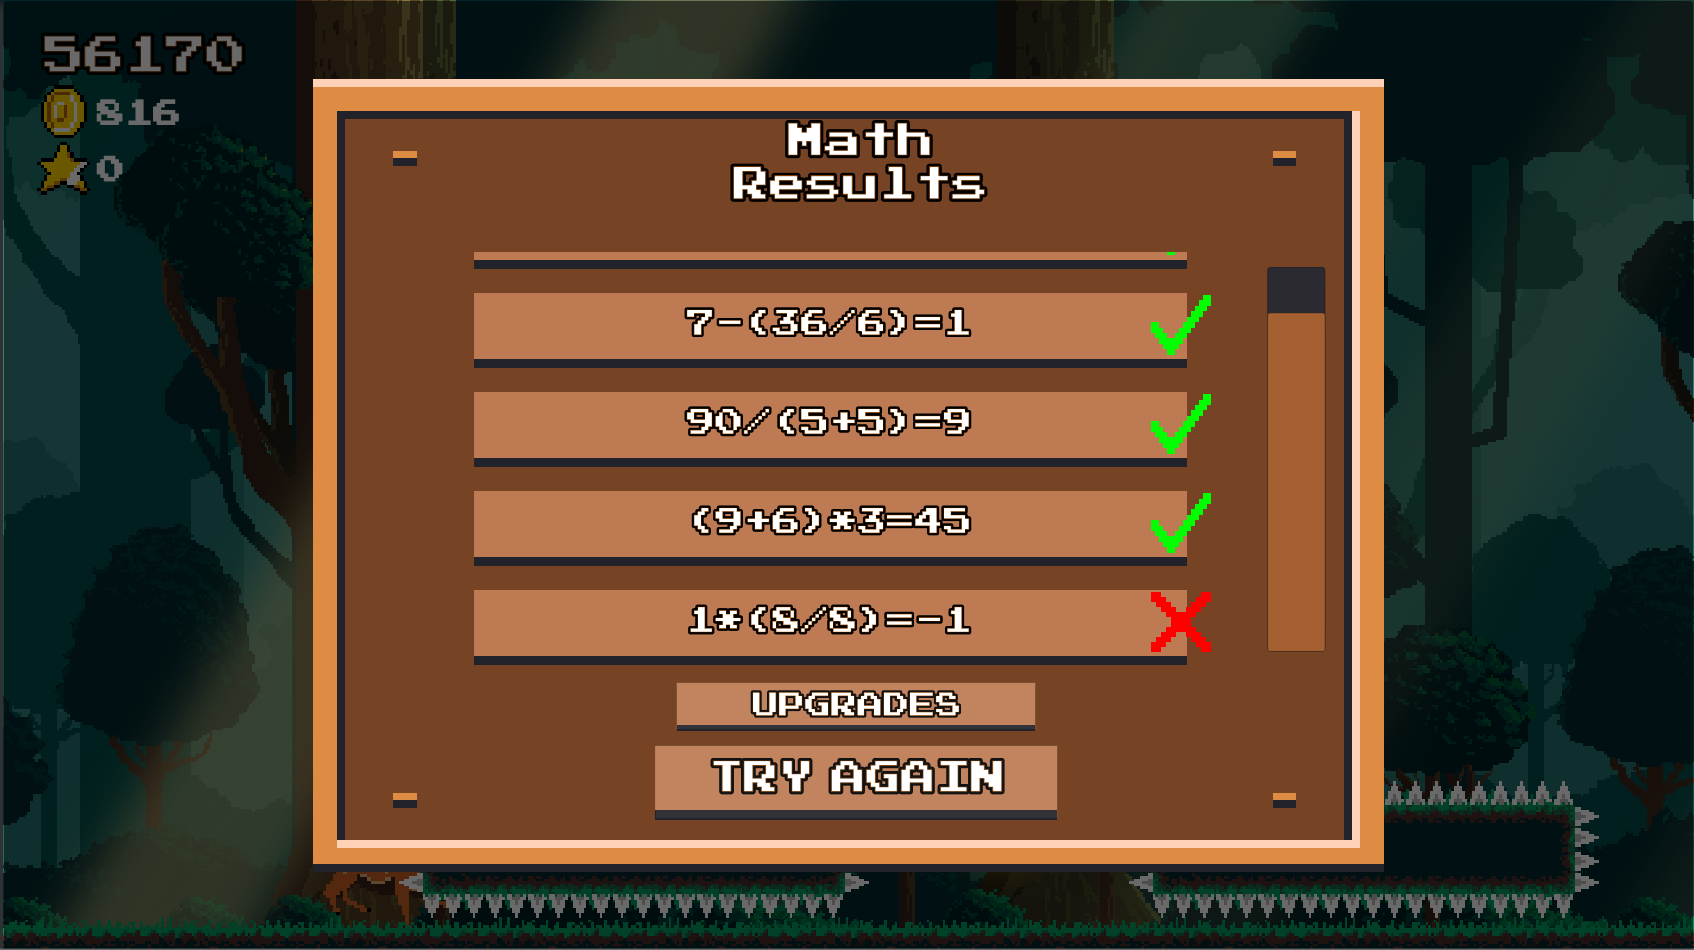 56170
816
0
Math
Results
7-(36/6)=1
90/(5+5)=9
(9+6)*3=45
1*(8/8)=-1
UPGRADES
TRY AGAIN